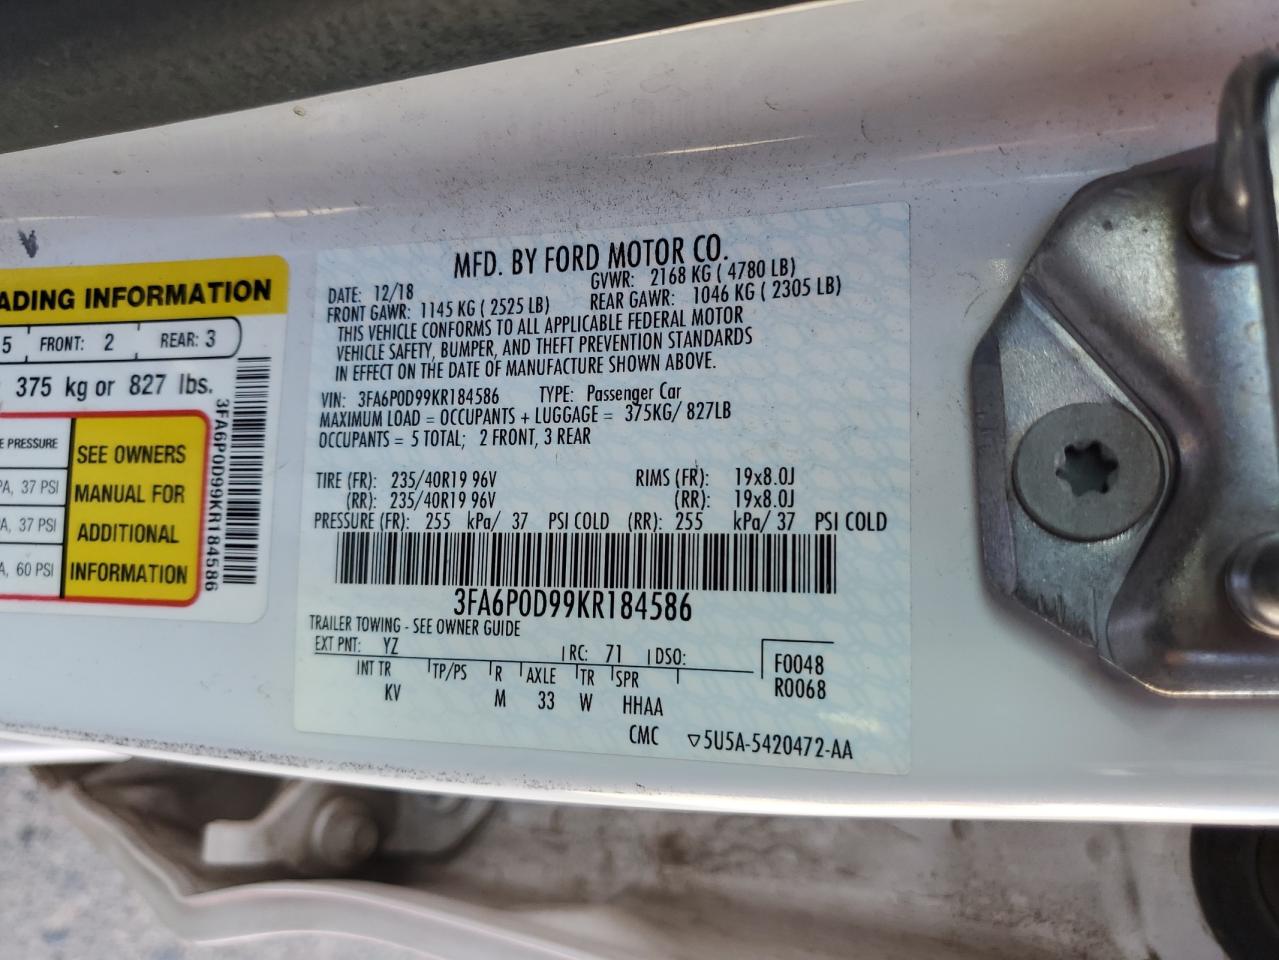 ADING INFORMATION
5 FRONT: 2 REAR: 3
375 kg or 827 lbs.
E PRESSURE
PA, 37 PSI
PA, 37 PSI
A, 60 PSI
SEE OWNERS
MANUAL FOR
ADDITIONAL
INFORMATION
3FA6P0D99KR184586
MFD. BY FORD MOTOR CO.
DATE: 12/18 GVWR: 2168 KG ( 4780 LB)
FRONT GAWR: 1145 KG ( 2525 LB) REAR GAWR: 1046 KG ( 2305 LB)
THIS VEHICLE CONFORMS TO ALL APPLICABLE FEDERAL MOTOR
VEHICLE SAFETY, BUMPER, AND THEFT PREVENTION STANDARDS
IN EFFECT ON THE DATE OF MANUFACTURE SHOWN ABOVE.
VIN: 3FA6P0D99KR184586 TYPE: Passenger Car
MAXIMUM LOAD = OCCUPANTS + LUGGAGE = 375KG/ 827LB
OCCUPANTS = 5 TOTAL; 2 FRONT, 3 REAR
TIRE (FR): 235/40R19 96V RIMS (FR): 19x8.0J
(RR): 235/40R19 96V (RR): 19x8.0J
PRESSURE (FR): 255 kPa/ 37 PSI COLD (RR): 255 kPa/ 37 PSI COLD
3FA6P0D99KR184586
TRAILER TOWING - SEE OWNER GUIDE
EXT PNT: YZ RC: 71 DSO:
INT TR TP/PS R AXLE TR SPR
KV M 33 W HHAA
F0048
R0068
CMC ▽5U5A-5420472-AA